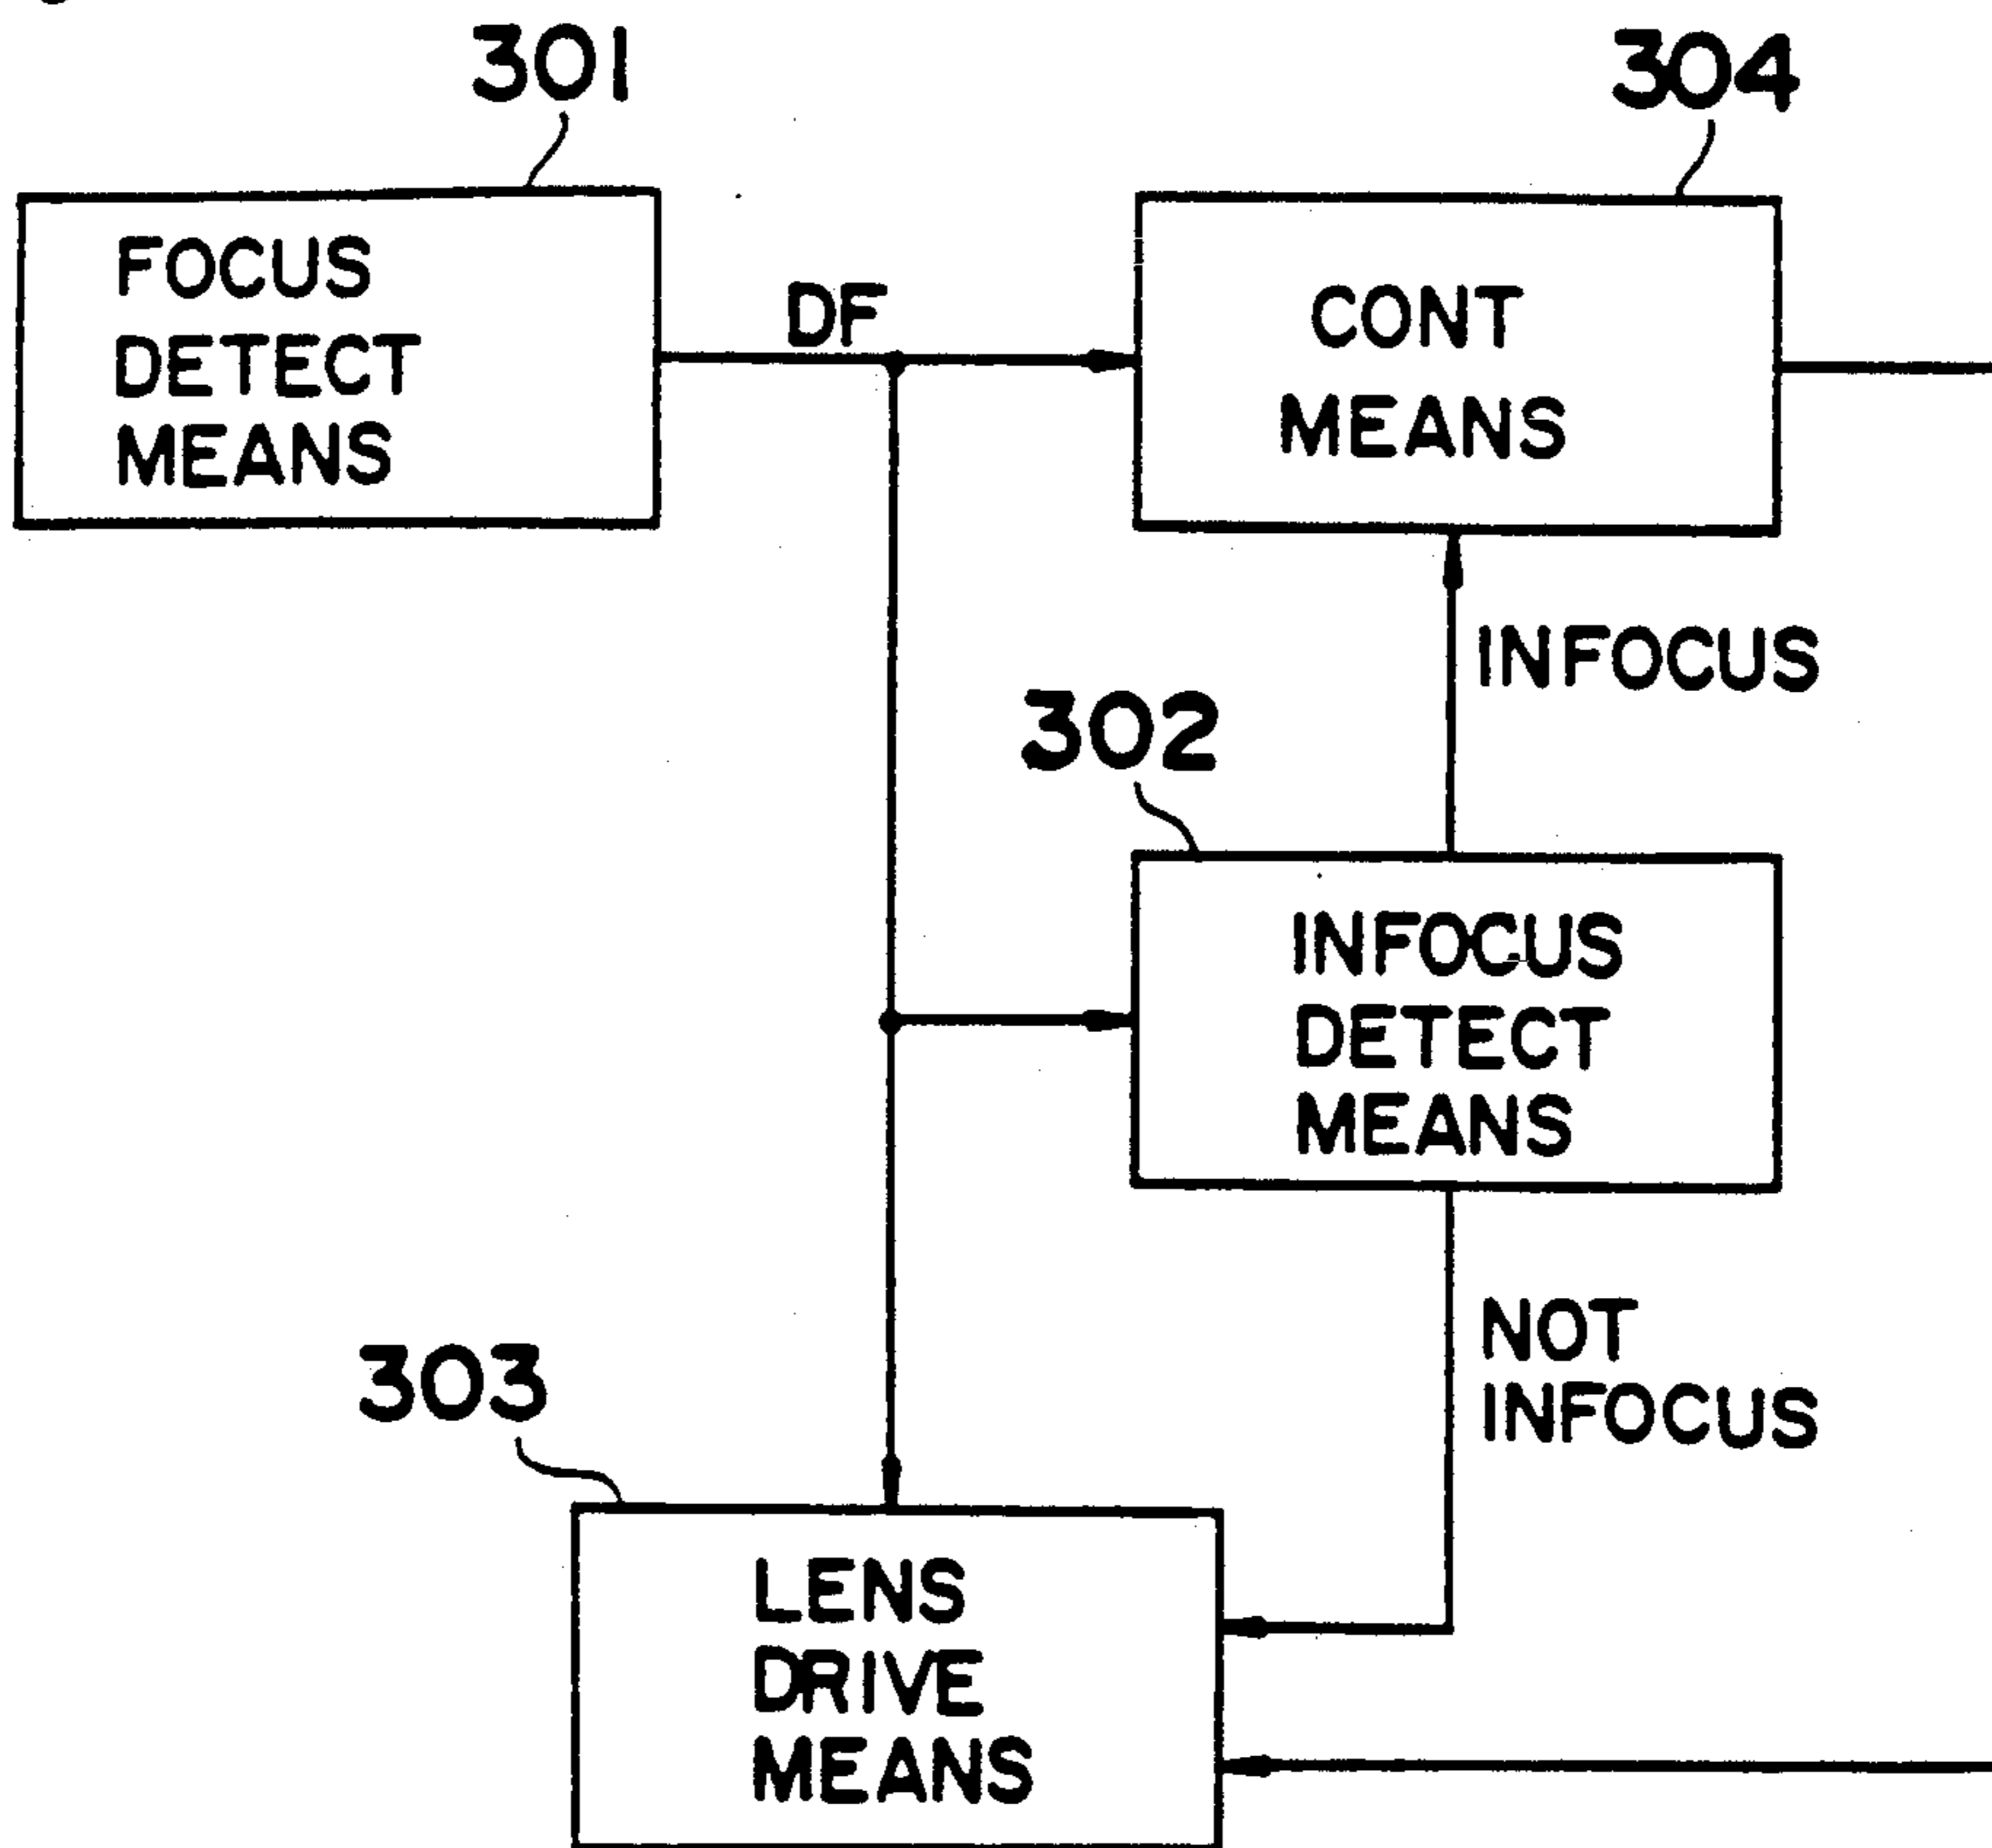 301
304
FOCUS
DETECT
MEANS
DF
CONT
MEANS
INFOCUS
302
INFOCUS
DETECT
MEANS
NOT
INFOCUS
303
LENS
DRIVE
MEANS